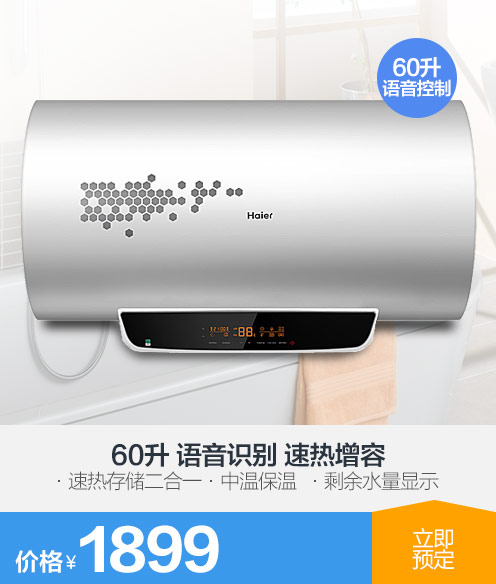 60升
语音控制
Haier
88
60升 语音识别 速热增容
· 速热存储二合一 · 中温保温 · 剩余水量显示
价格¥1899
立即
预定